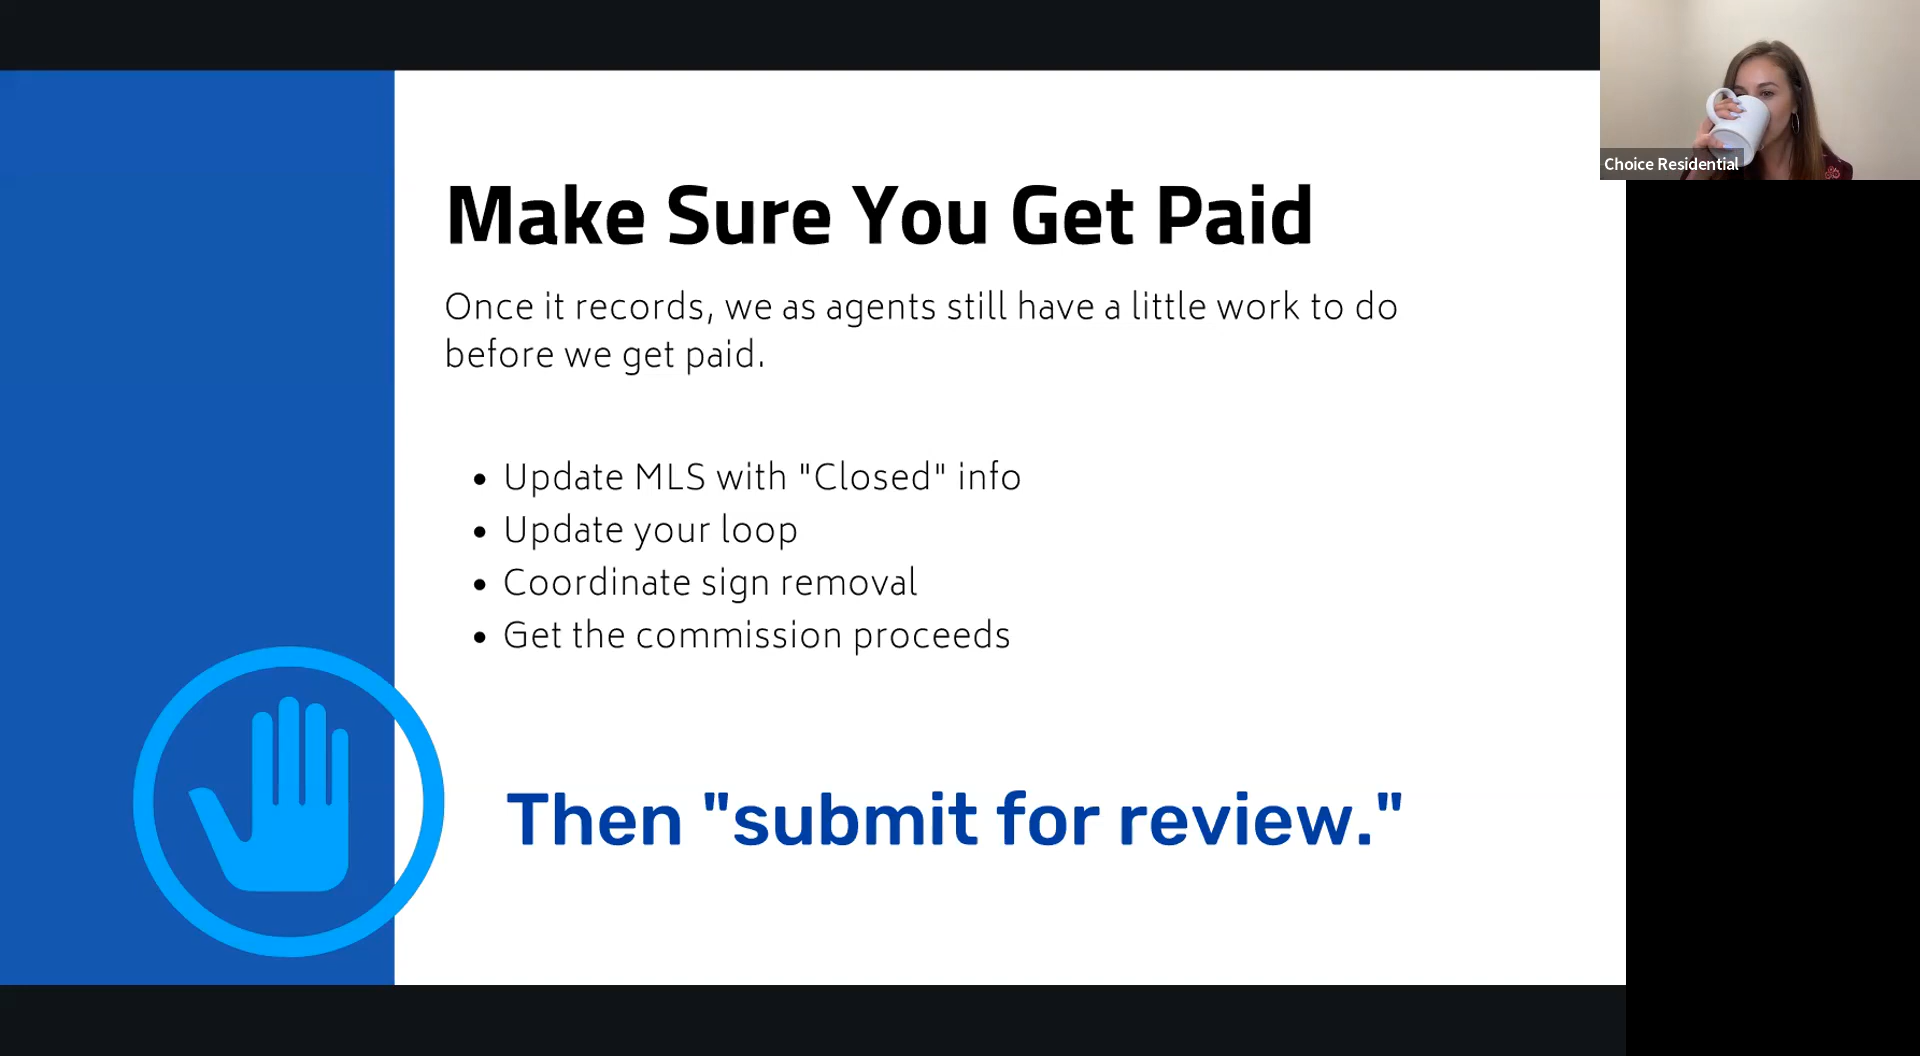 Choice Residential
Make Sure You Get Paid
Once it records, we as agents still have a little work to do
before we get paid.
• Update MLS with "Closed" info
• Update your loop
• Coordinate sign removal
• Get the commission proceeds
Then "submit for review."